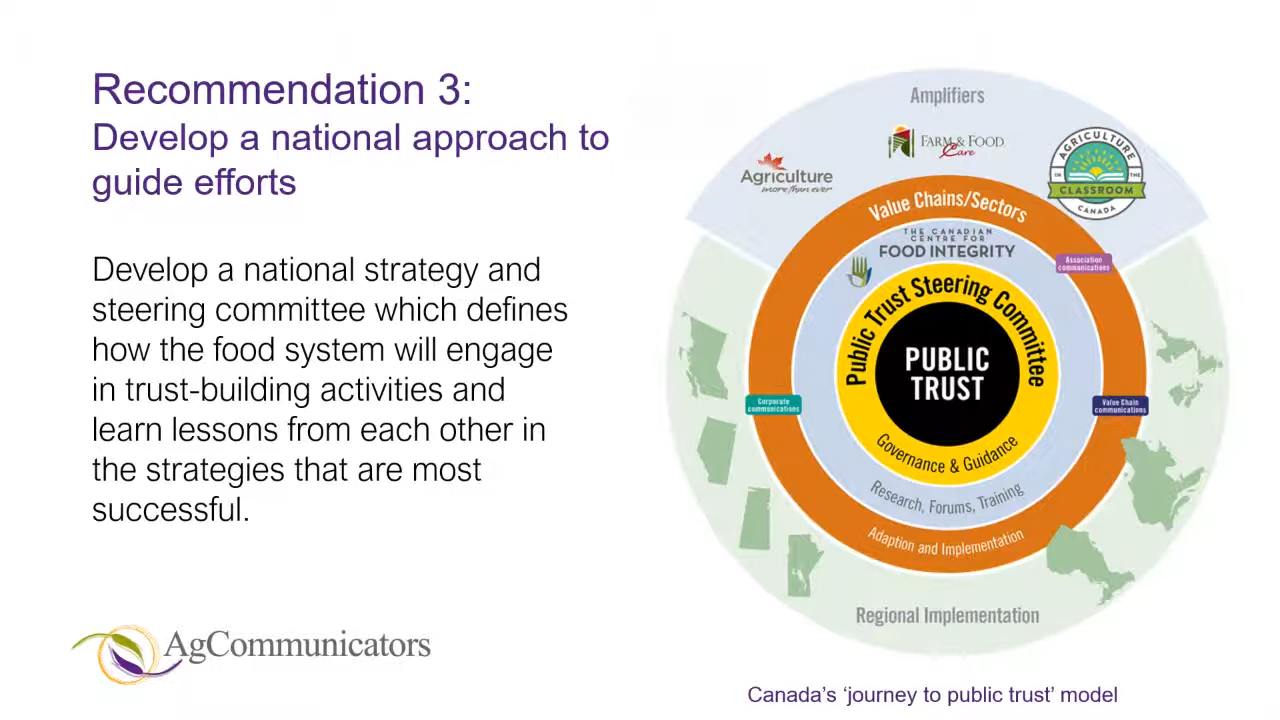 Recommendation 3:
Develop a national approach to
guide efforts
Develop a national strategy and
steering committee which defines
how the food system will engage
in trust-building activities and
learn lessons from each other in
the strategies that are most
successful.
AgCommunicators
Amplifiers
Agriculture
more than ever
FARM & FOOD
Care
AGRICULTURE
IN THE
CLASSROOM
CANADA
Value Chains/Sectors
THE CANADIAN
CENTRE FOR
FOOD INTEGRITY
Association
communications
Public Trust Steering Committee
PUBLIC
TRUST
Corporate
communications
Value Chain
communications
Governance & Guidance
Research, Forums, Training
Adaption and Implementation
Regional Implementation
Canada's 'journey to public trust' model